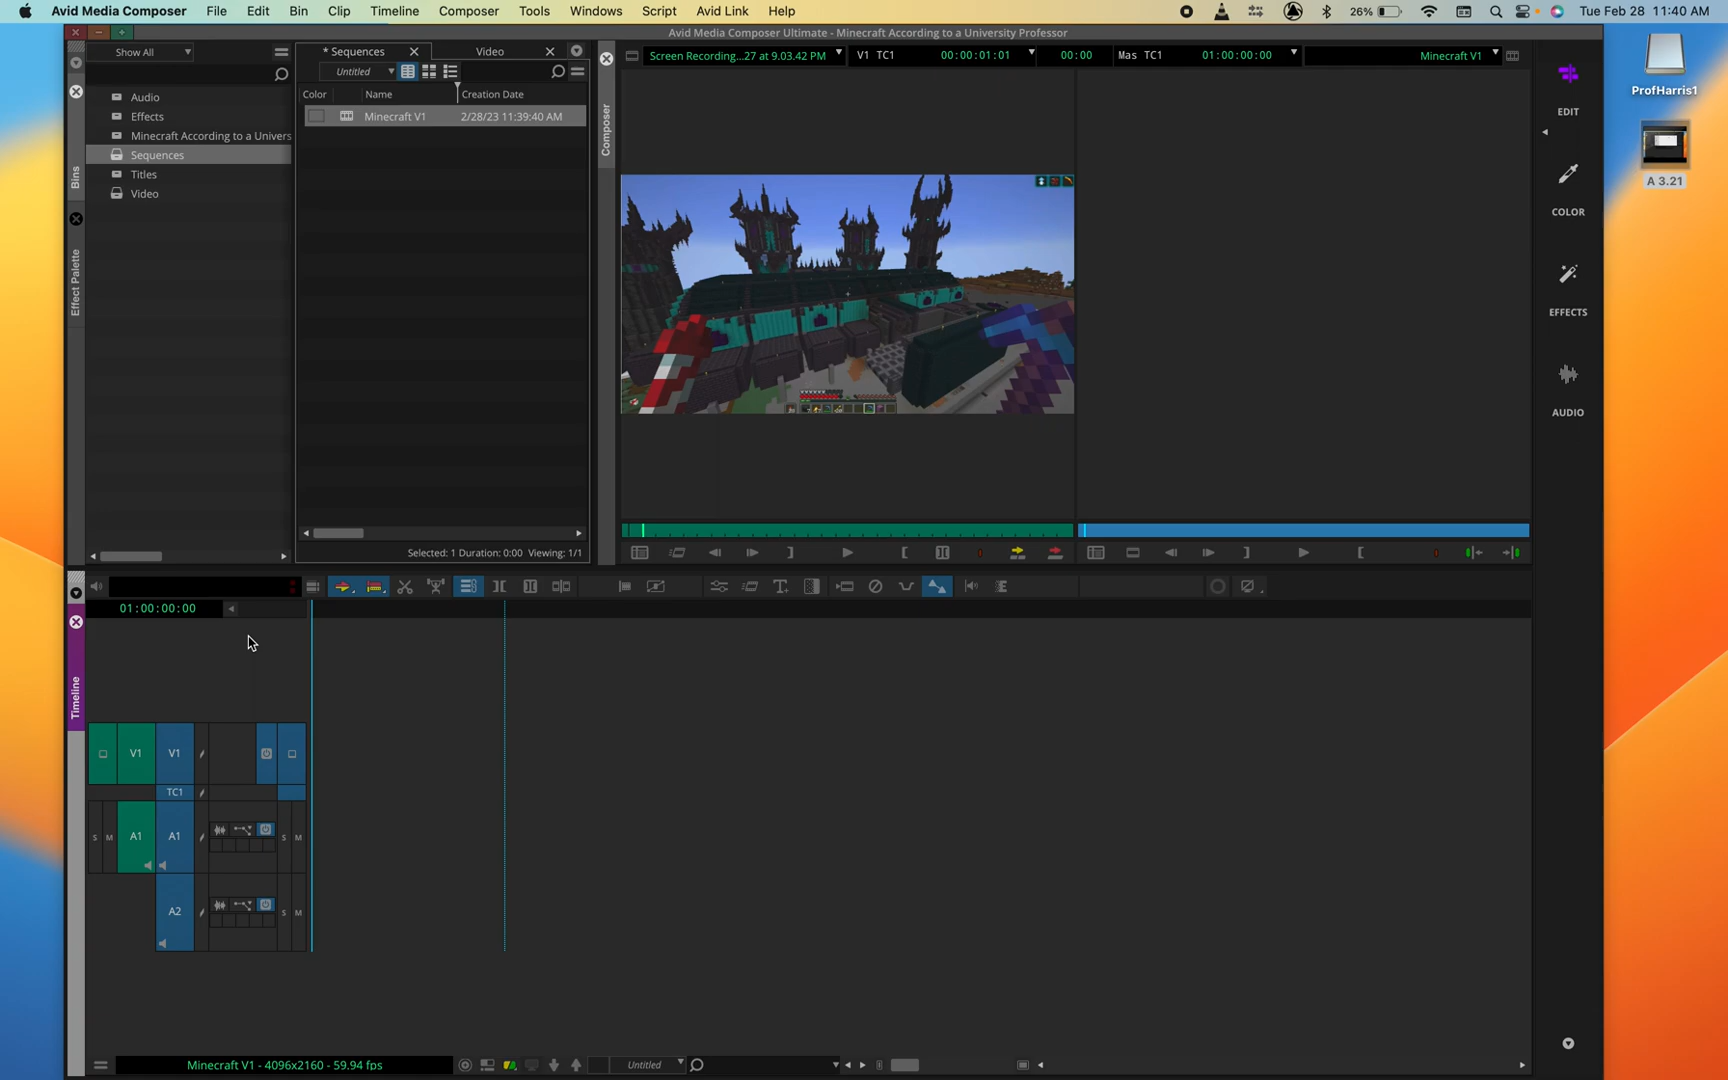 Avid Media Composer File Edit Bin Clip Timeline Composer Tools Windows Script Avid Link Help 26% Tue Feb 28 11:40 AM
Avid Media Composer Ultimate - Minecraft According to a University Professor
Show All
* Sequences
Video
Screen Recording...27 at 9.03.42 PM
V1 TC1
00:00:01:01
00:00
Mas TC1
01:00:00:00
Minecraft V1
Untitled
Color Name Creation Date
Minecraft V1 2/28/23 11:39:40 AM
Audio
Effects
Minecraft According to a Univers
Sequences
Titles
Video
Bins
Effect Palette
Composer
Selected: 1 Duration: 0:00 Viewing: 1/1
ProfHarris1
A 3.21
EDIT
COLOR
EFFECTS
AUDIO
01:00:00:00
Timeline
V1 V1
TC1
S M A1 A1 S M
A2 S M
Minecraft V1 - 4096x2160 - 59.94 fps
Untitled